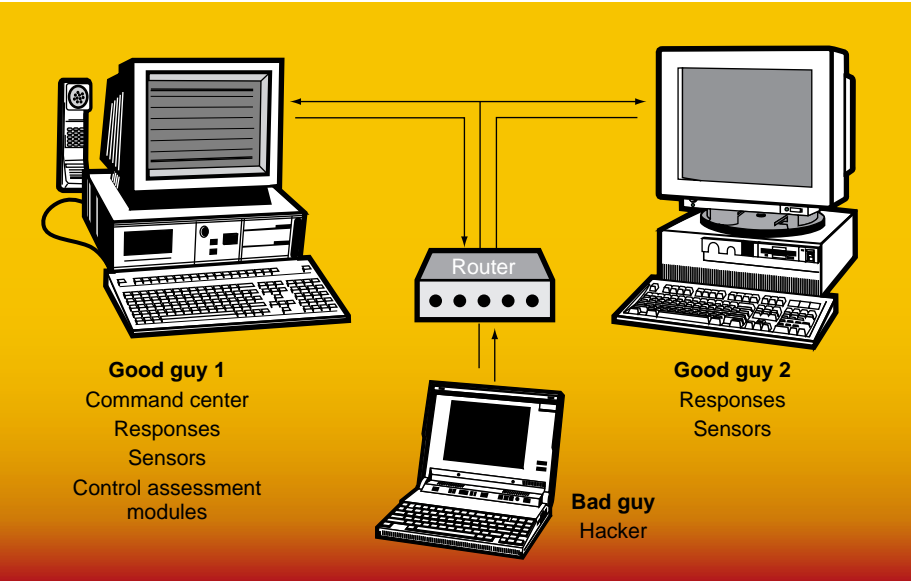 Router
Good guy 1
Command center
Responses
Sensors
Control assessment
modules
Good guy 2
Responses
Sensors
Bad guy
Hacker